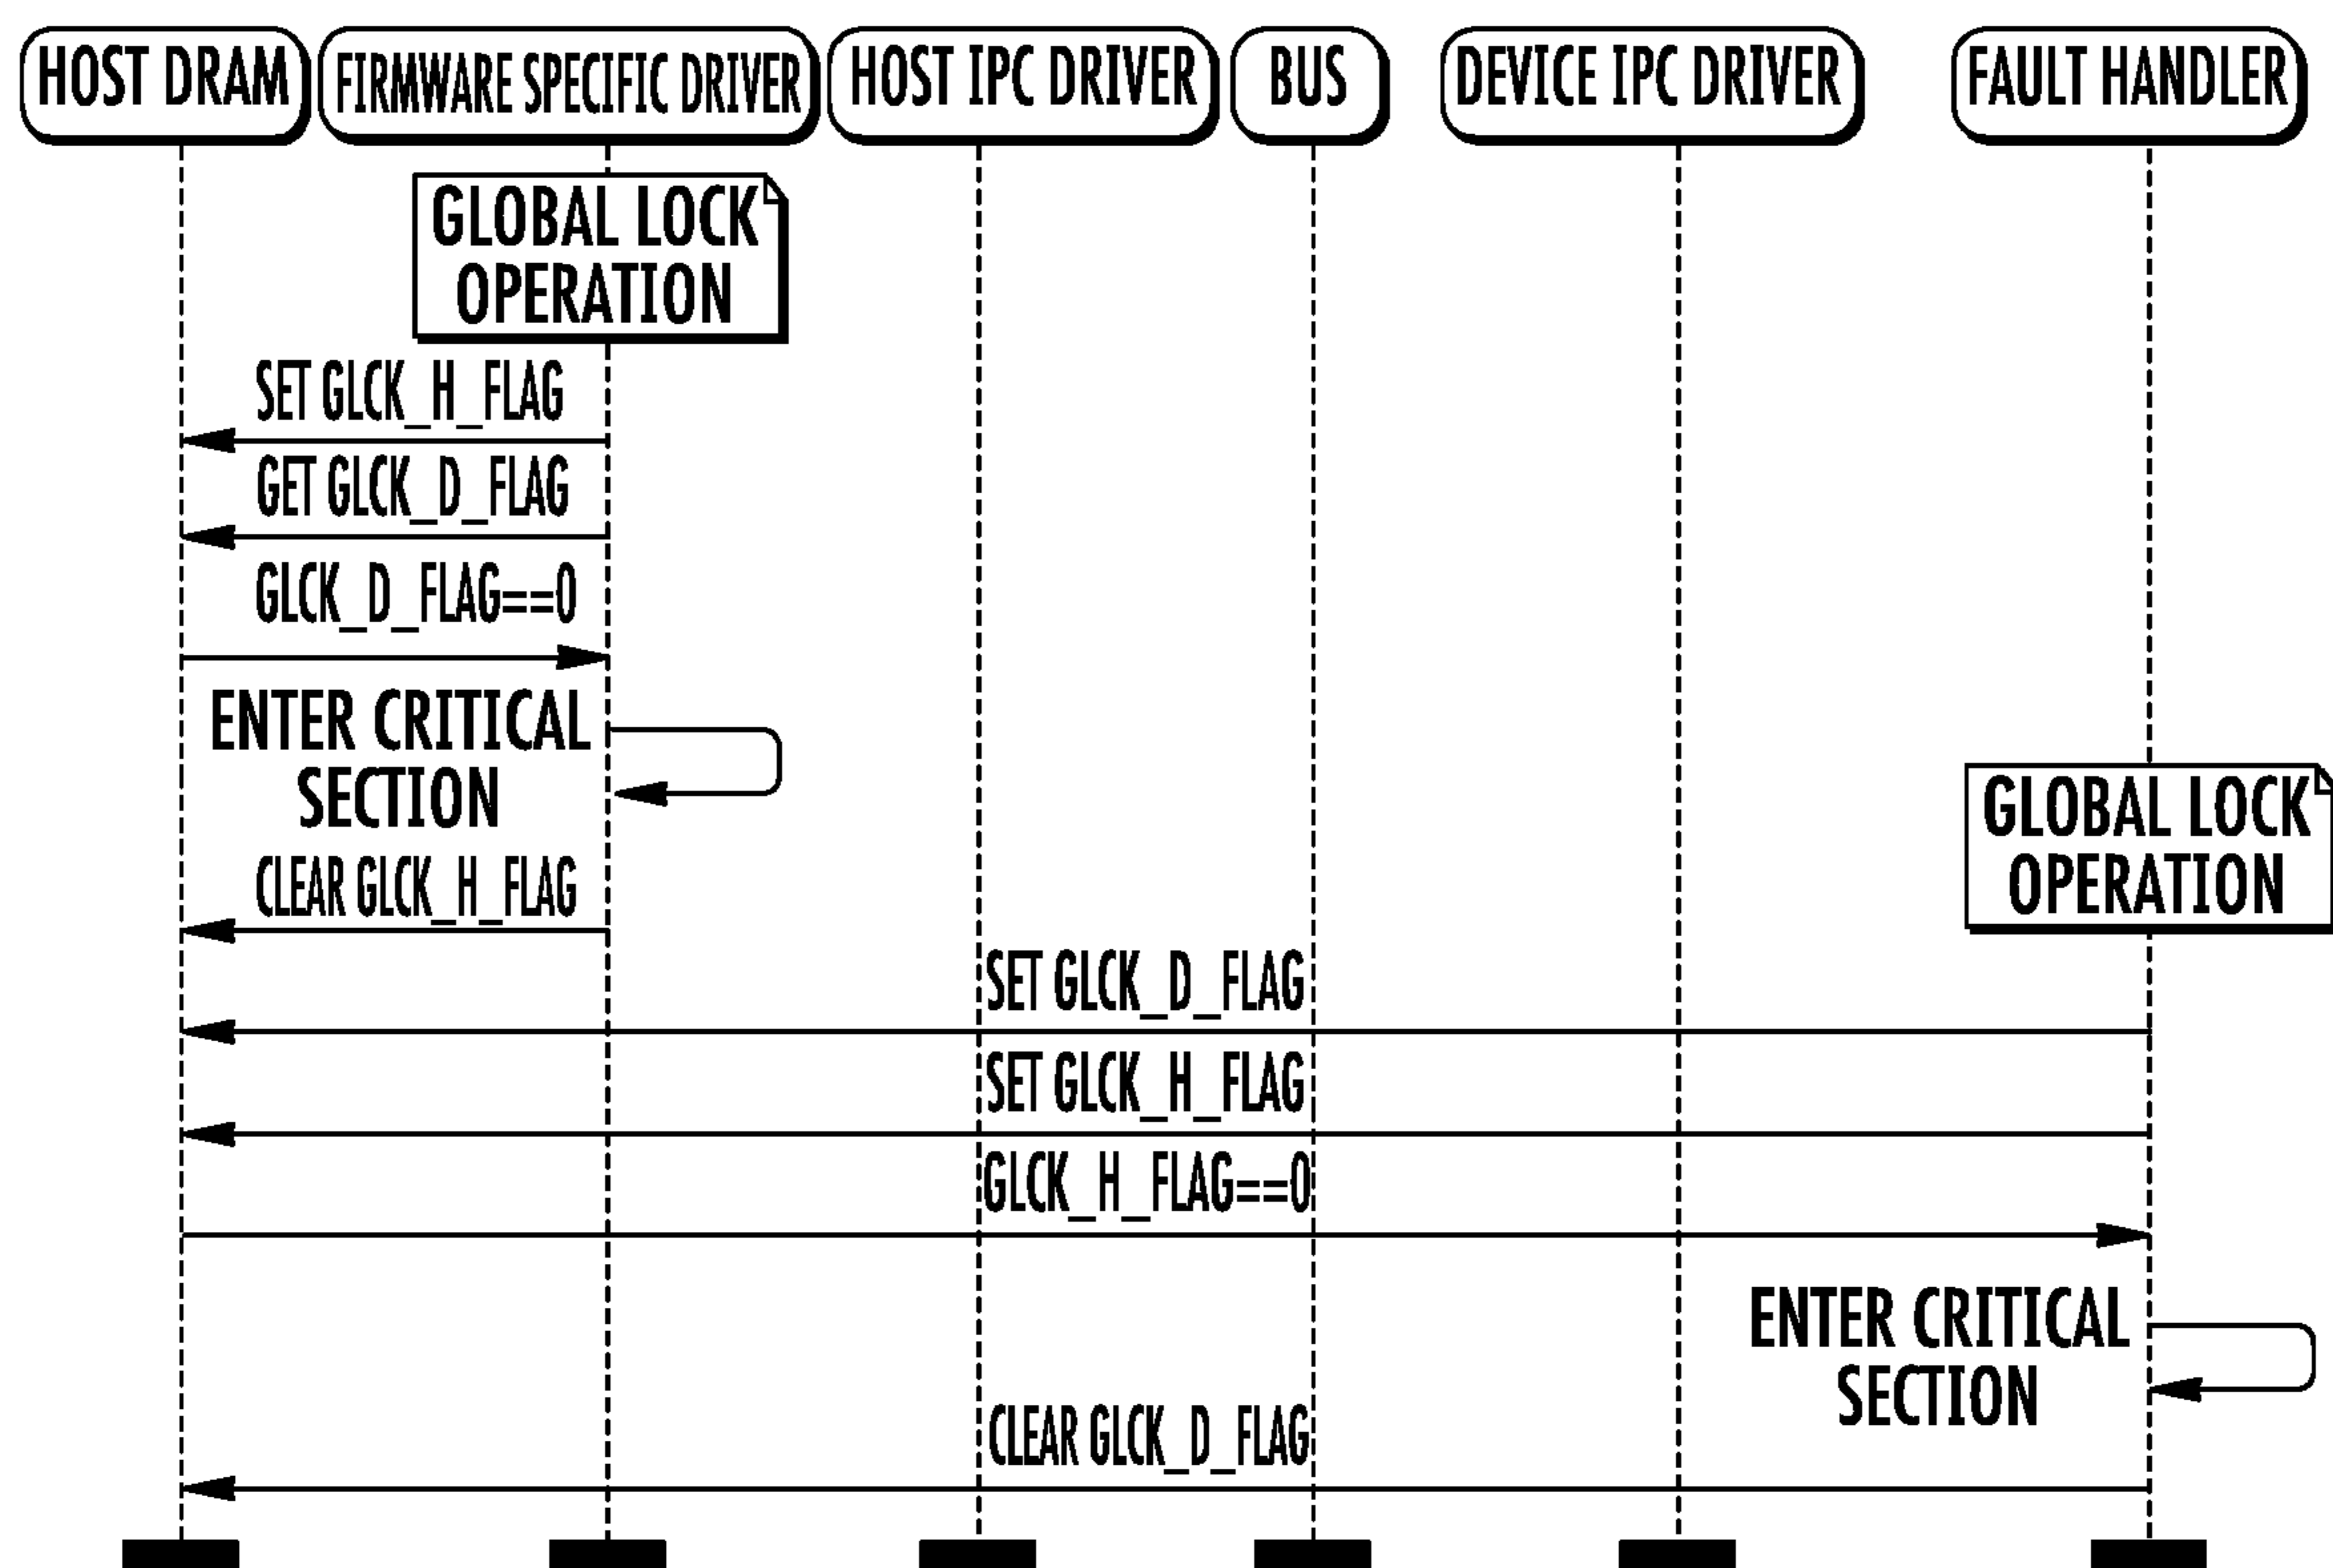 HOST DRAM
FIRMWARE SPECIFIC DRIVER
HOST IPC DRIVER
BUS
DEVICE IPC DRIVER
FAULT HANDLER
GLOBAL LOCK
OPERATION
SET GLCK_H_FLAG
GET GLCK_D_FLAG
GLCK_D_FLAG==0
ENTER CRITICAL
SECTION
GLOBAL LOCK
OPERATION
CLEAR GLCK_H_FLAG
SET GLCK_D_FLAG
SET GLCK_H_FLAG
GLCK_H_FLAG==0
ENTER CRITICAL
SECTION
CLEAR GLCK_D_FLAG